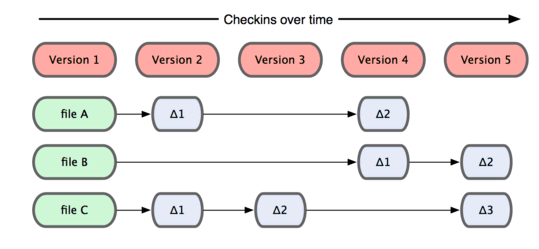 Checkins over time
Version 1 Version 2 Version 3 Version 4 Version 5
file A Δ1 Δ2
file B Δ1 Δ2
file C Δ1 Δ2 Δ3